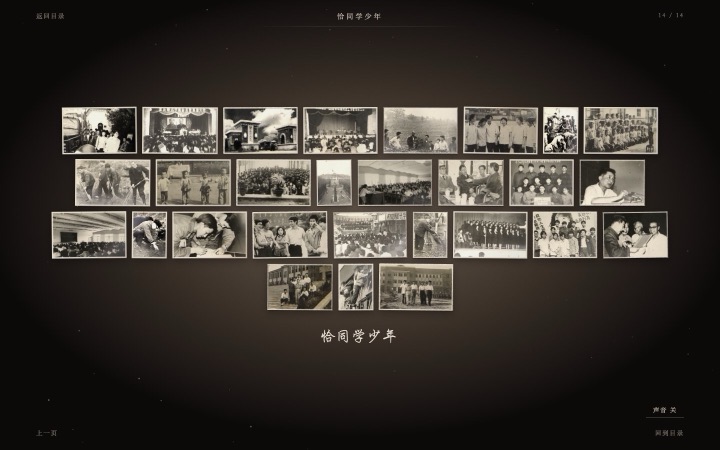 返回目录
恰同学少年
14 / 14
恰同学少年
声音 关
上一页
回到目录